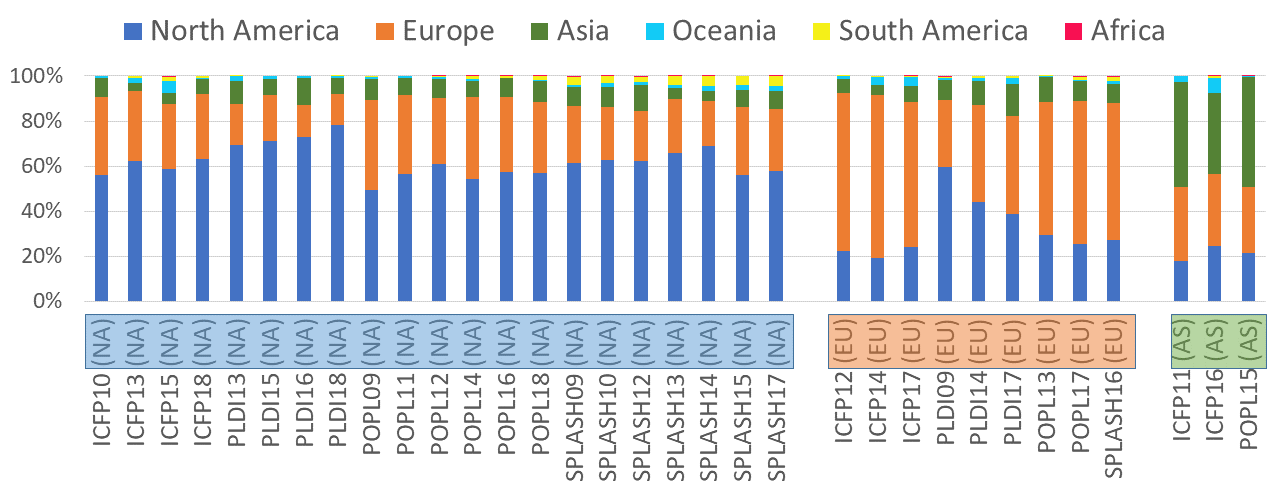 North America Europe Asia Oceania South America Africa
100%
80%
60%
40%
20%
0%
ICFP10 (NA)
ICFP13 (NA)
ICFP15 (NA)
ICFP18 (NA)
PLDI13 (NA)
PLDI15 (NA)
PLDI16 (NA)
PLDI18 (NA)
POPL09 (NA)
POPL11 (NA)
POPL12 (NA)
POPL14 (NA)
POPL16 (NA)
POPL18 (NA)
SPLASH09 (NA)
SPLASH10 (NA)
SPLASH12 (NA)
SPLASH13 (NA)
SPLASH14 (NA)
SPLASH15 (NA)
SPLASH17 (NA)
ICFP12 (EU)
ICFP14 (EU)
ICFP17 (EU)
PLDI09 (EU)
PLDI14 (EU)
PLDI17 (EU)
POPL13 (EU)
POPL17 (EU)
SPLASH16 (EU)
ICFP11 (AS)
ICFP16 (AS)
POPL15 (AS)